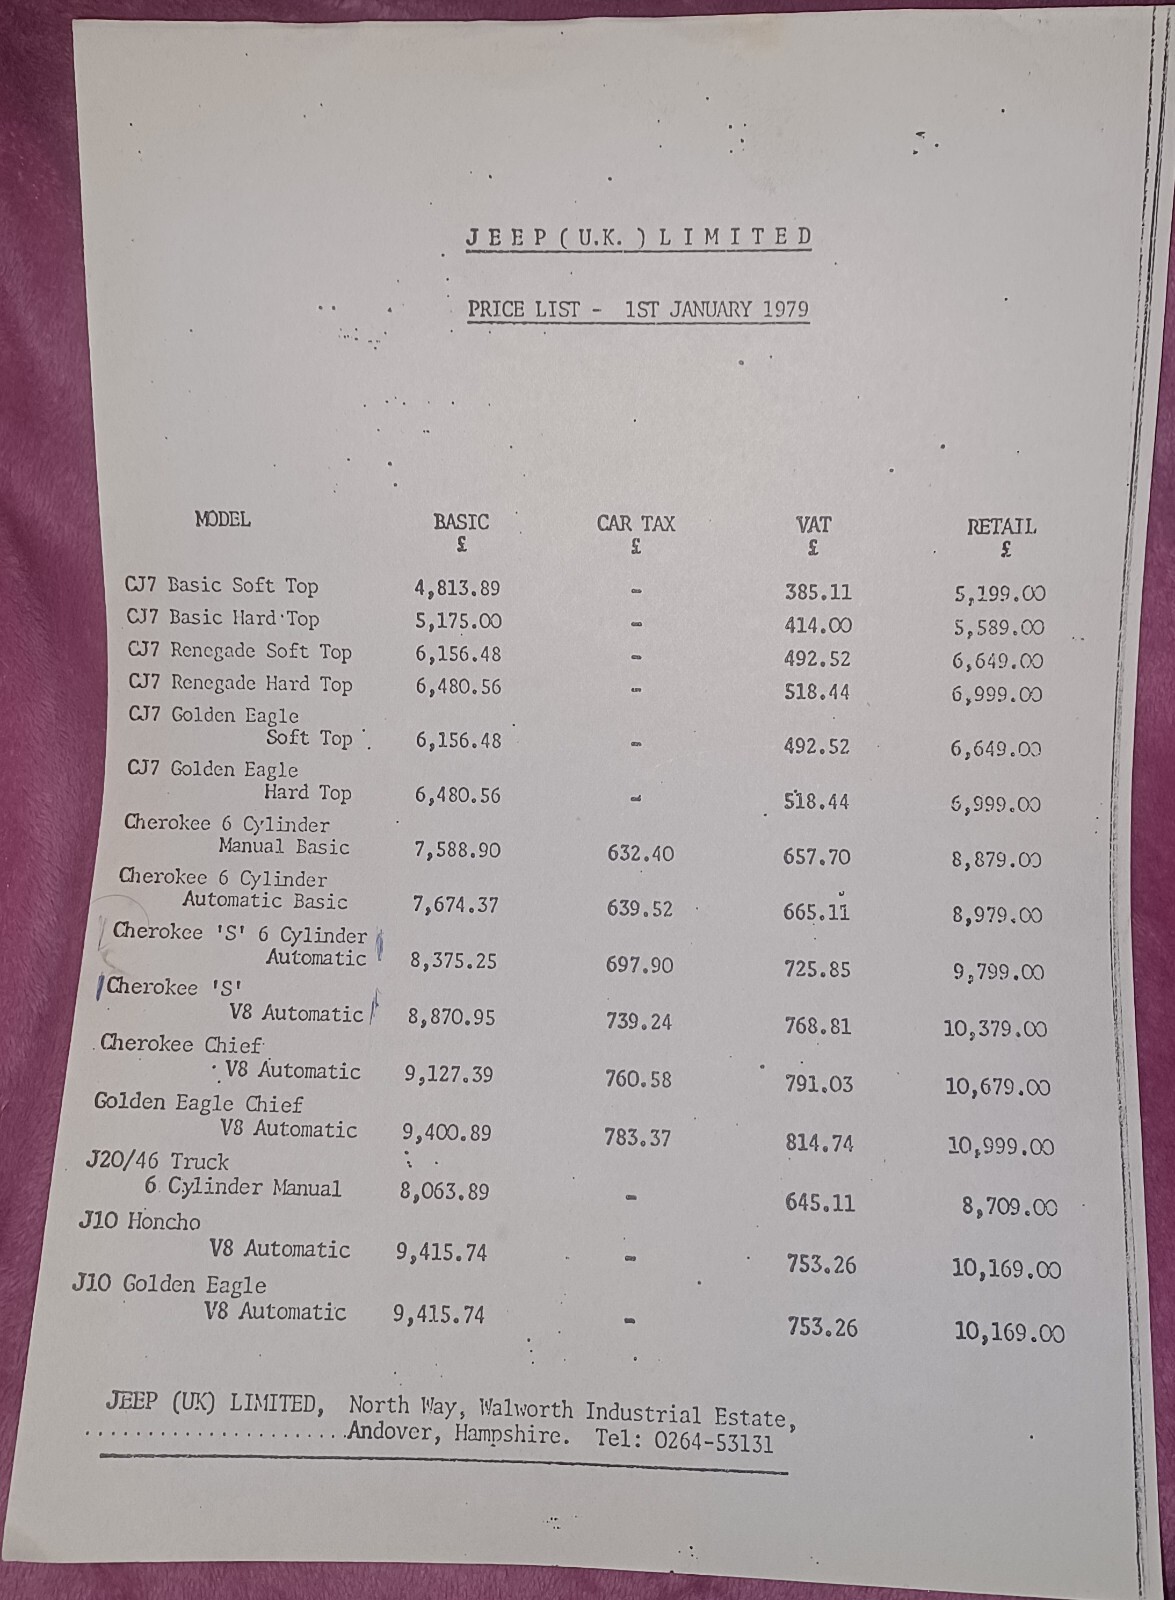 JEEP (U.K.) LIMITED
PRICE LIST - 1ST JANUARY 1979
MODEL BASIC CAR TAX VAT RETAIL
£ £ £ £
CJ7 Basic Soft Top 4,813.89 - 385.11 5,199.00
CJ7 Basic Hard Top 5,175.00 - 414.00 5,589.00
CJ7 Renegade Soft Top 6,156.48 - 492.52 6,649.00
CJ7 Renegade Hard Top 6,480.56 - 518.44 6,999.00
CJ7 Golden Eagle
Soft Top 6,156.48 - 492.52 6,649.00
CJ7 Golden Eagle
Hard Top 6,480.56 - 518.44 6,999.00
Cherokee 6 Cylinder
Manual Basic 7,588.90 632.40 657.70 8,879.00
Cherokee 6 Cylinder
Automatic Basic 7,674.37 639.52 665.11 8,979.00
Cherokee 'S' 6 Cylinder
Automatic 8,375.25 697.90 725.85 9,799.00
Cherokee 'S'
V8 Automatic 8,870.95 739.24 768.81 10,379.00
Cherokee Chief
V8 Automatic 9,127.39 760.58 791.03 10,679.00
Golden Eagle Chief
V8 Automatic 9,400.89 783.37 814.74 10,999.00
J20/46 Truck
6 Cylinder Manual 8,063.89 - 645.11 8,709.00
J10 Honcho
V8 Automatic 9,415.74 - 753.26 10,169.00
J10 Golden Eagle
V8 Automatic 9,415.74 - 753.26 10,169.00
JEEP (UK) LIMITED, North Way, Walworth Industrial Estate,
......................Andover, Hampshire. Tel: 0264-53131